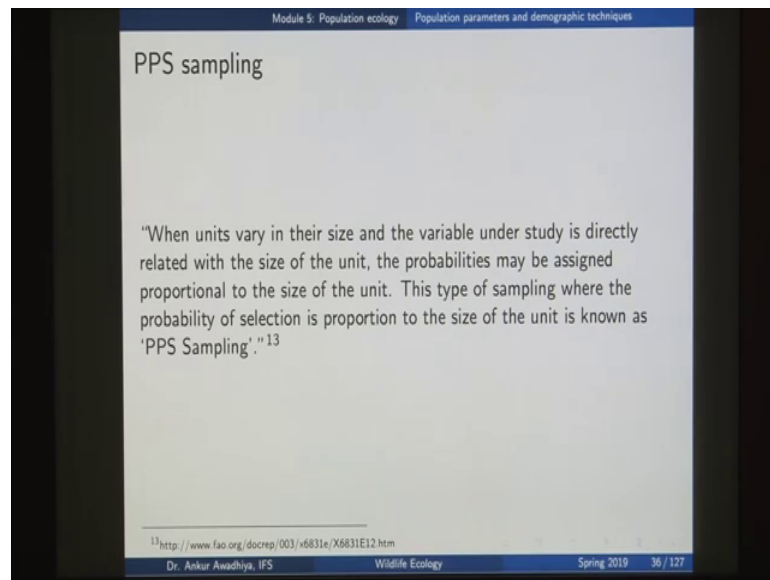 Module 5: Population ecology Population parameters and demographic techniques
PPS sampling
"When units vary in their size and the variable under study is directly
related with the size of the unit, the probabilities may be assigned
proportional to the size of the unit. This type of sampling where the
probability of selection is proportion to the size of the unit is known as
'PPS Sampling'."13
13http://www.fao.org/docrep/003/x6831e/X6831E12.htm
Dr. Ankur Awadhiya, IFS Wildlife Ecology Spring 2019 36/127